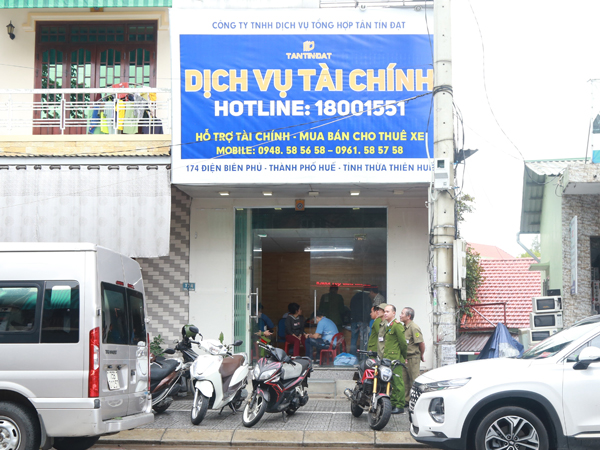 CÔNG TY TNHH DỊCH VỤ TỔNG HỢP TÂN TÍN ĐẠT
TANTINDAT
DỊCH VỤ TÀI CHÍNH
HOTLINE: 18001551
HỖ TRỢ TÀI CHÍNH - MUA BÁN CHO THUÊ XE
MOBILE: 0948. 58 56 58 – 0961. 58 57 58
174 ĐIỆN BIÊN PHỦ - THÀNH PHỐ HUẾ - TỈNH THỪA THIÊN HUẾ